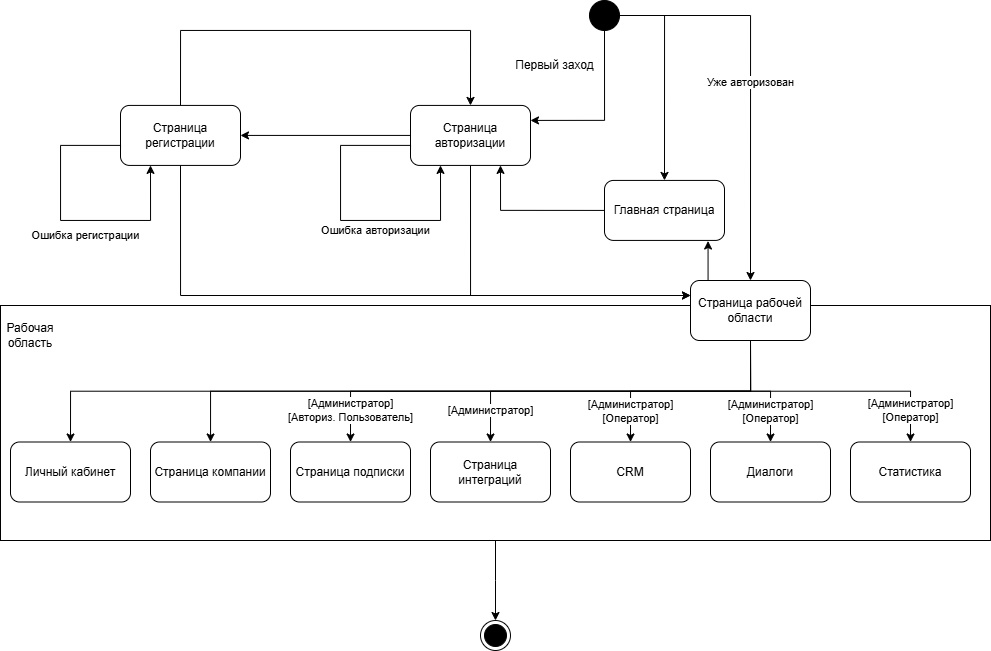 Первый заход
Уже авторизован
Страница
регистрации
Страница
авторизации
Главная страница
Ошибка регистрации
Ошибка авторизации
Страница рабочей
области
Рабочая
область
[Администратор]
[Авториз. Пользователь]
[Администратор]
[Администратор]
[Оператор]
[Администратор]
[Оператор]
[Администратор]
[Оператор]
Личный кабинет
Страница компании
Страница подписки
Страница
интеграций
CRM
Диалоги
Статистика